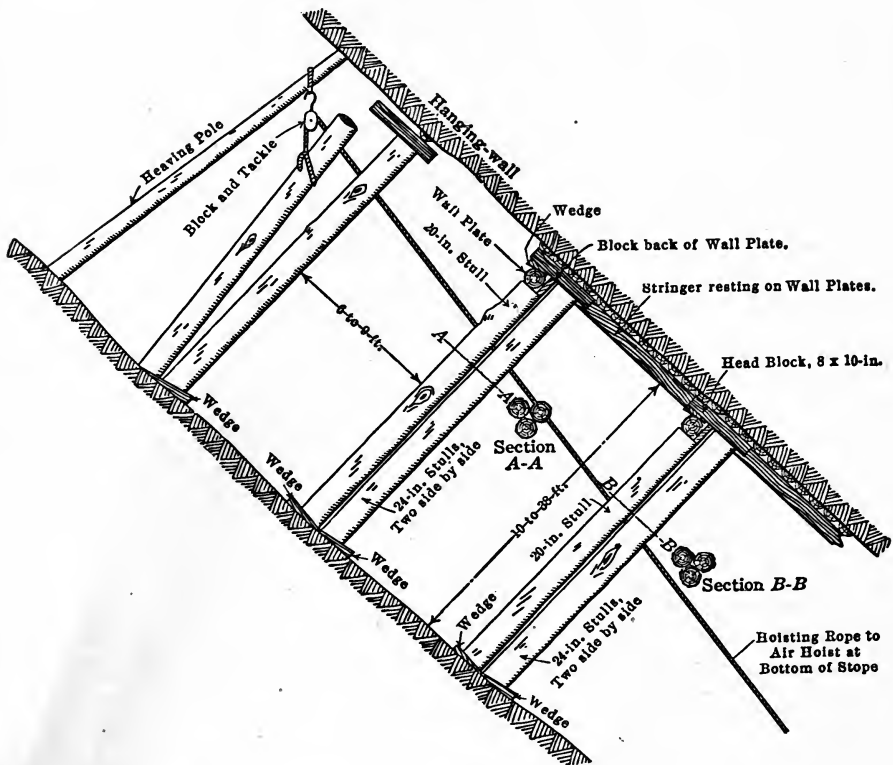 Hanging-wall
Heaving Pole
Block and Tackle
Wall Plate
20-in. Stull
Wedge
Block back of Wall Plate.
Stringer resting on Wall Plates.
Head Block, 8 x 10-in.
6-to-9-ft.
A
A
Section
A-A
Wedge
Wedge
24-in. Stulls,
Two side by side
Wedge
10-to-38-ft.
20-in. Stull
B
B
Section B-B
Wedge
24-in. Stulls,
Two side by side
Wedge
Hoisting Rope to
Air Hoist at
Bottom of Stope